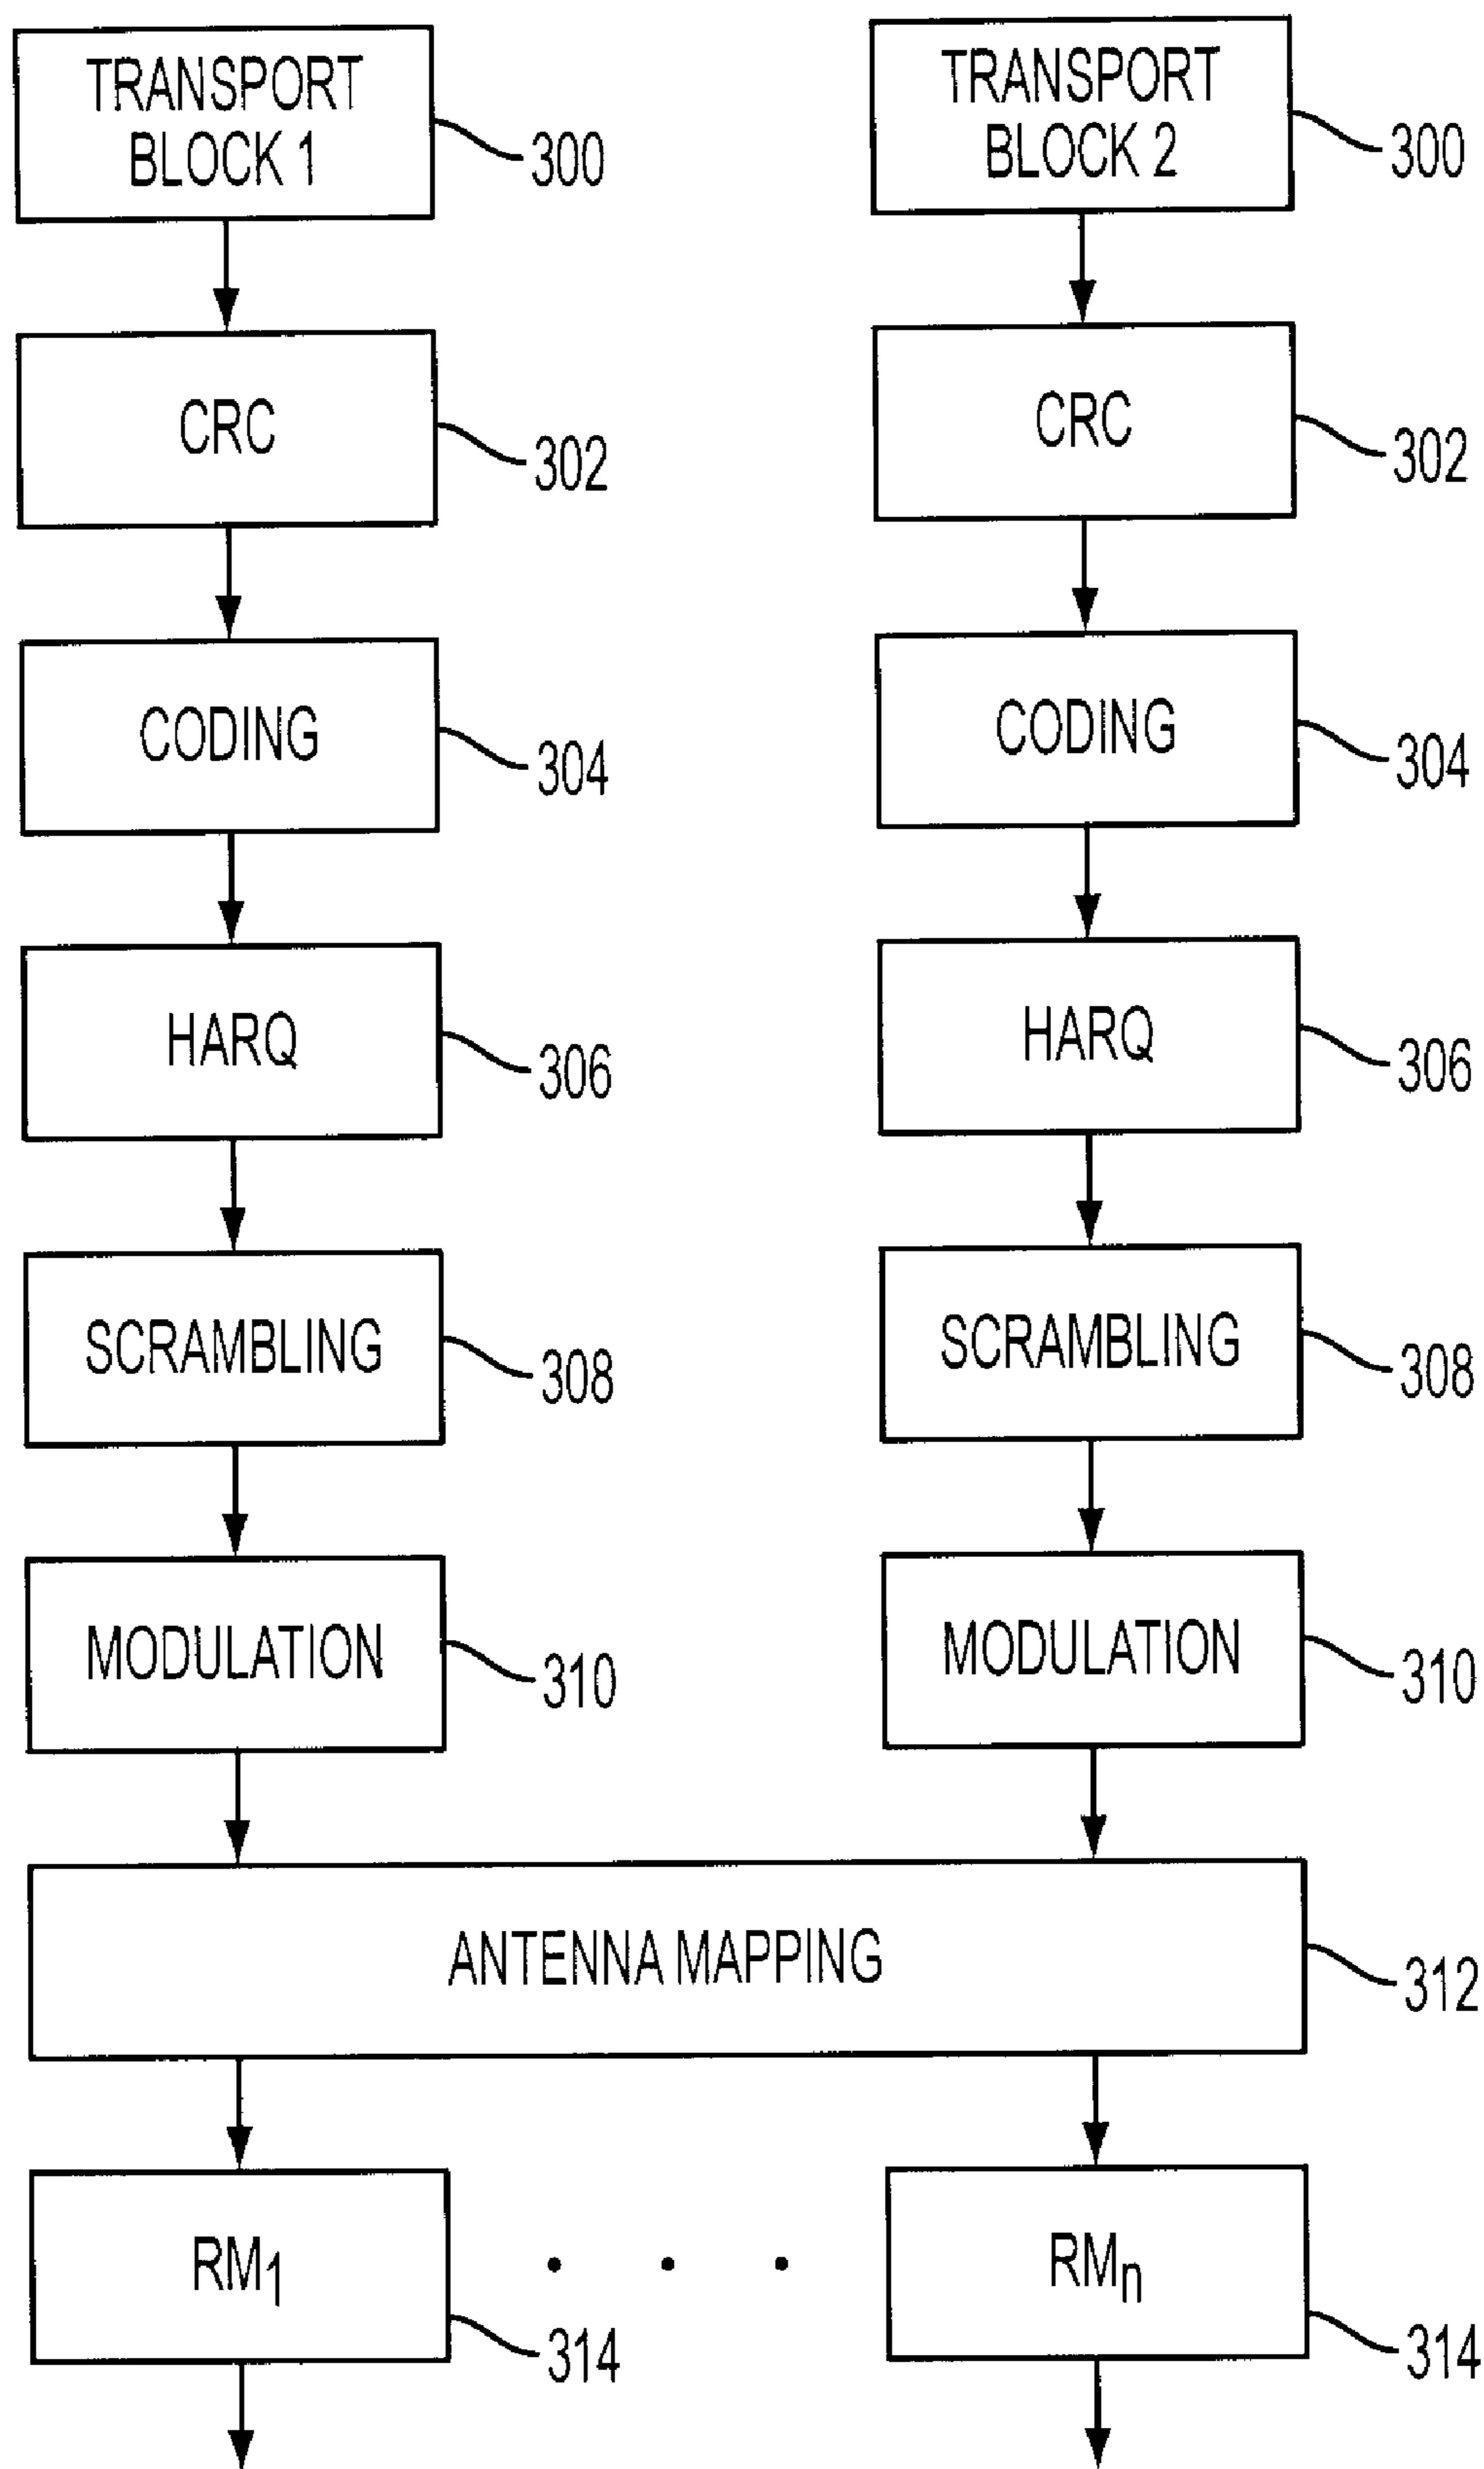 TRANSPORT
BLOCK 1
300
TRANSPORT
BLOCK 2
300
CRC
302
CRC
302
CODING
304
CODING
304
HARQ
306
HARQ
306
SCRAMBLING
308
SCRAMBLING
308
MODULATION
310
MODULATION
310
ANTENNA MAPPING
312
RM1
314
RMn
314